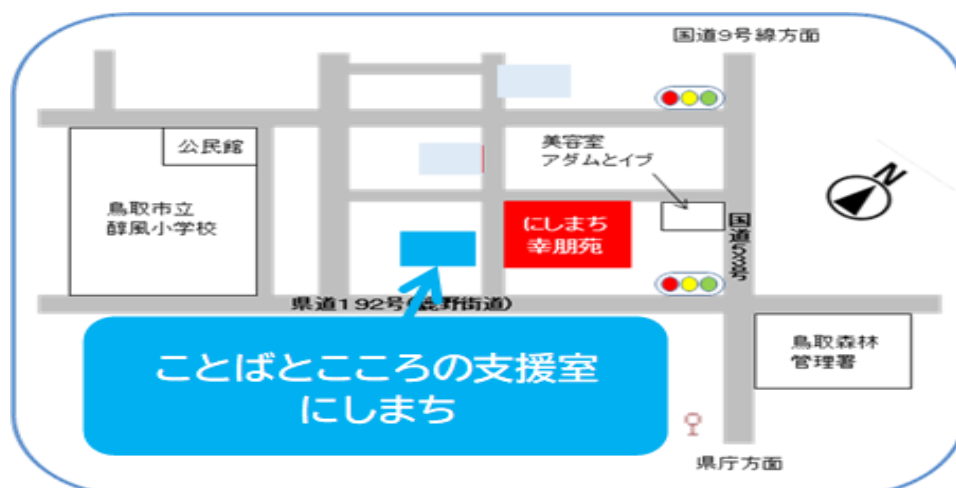 国道9号線方面
公民館
美容室
アダムとイブ
N
鳥取市立
醇風小学校
にしまち
幸朋苑
国道53号
県道192号(鹿野街道)
鳥取森林
管理署
ことばとこころの支援室
にしまち
県庁方面